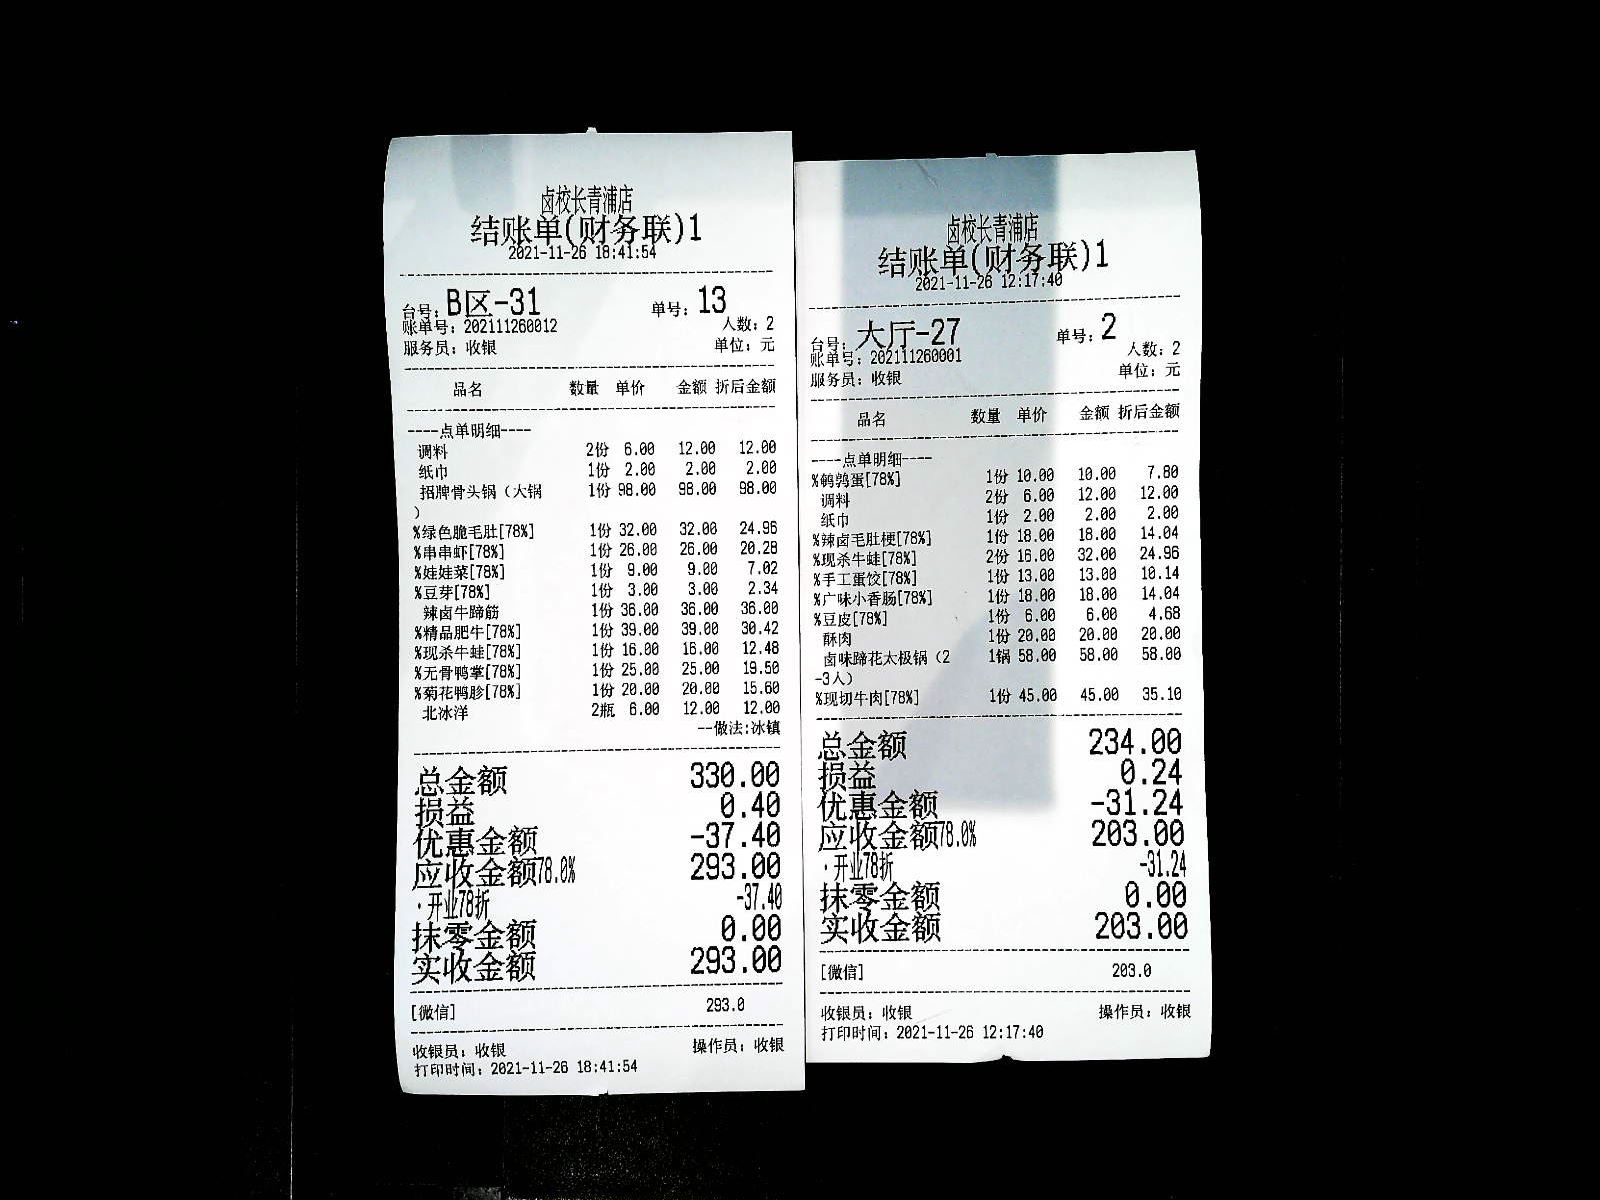 卤校长青浦店
结账单(财务联)1
2021-11-26 18:41:54
台号: B区-31 单号: 13
账单号: 202111260012 人数: 2
服务员: 收银 单位: 元
品名 数量 单价 金额 折后金额
----点单明细----
调料 2份 6.00 12.00 12.00
纸巾 1份 2.00 2.00 2.00
招牌骨头锅（大锅 1份 98.00 98.00 98.00
）
%绿色脆毛肚[78%] 1份 32.00 32.00 24.96
%串串虾[78%] 1份 26.00 26.00 20.28
%娃娃菜[78%] 1份 9.00 9.00 7.02
%豆芽[78%] 1份 3.00 3.00 2.34
辣卤牛蹄筋 1份 36.00 36.00 36.00
%精品肥牛[78%] 1份 39.00 39.00 30.42
%现杀牛蛙[78%] 1份 16.00 16.00 12.48
%无骨鸭掌[78%] 1份 25.00 25.00 19.50
%菊花鸭胗[78%] 1份 20.00 20.00 15.60
北冰洋 2瓶 6.00 12.00 12.00
--做法:冰镇
总金额 330.00
损益 0.40
优惠金额 -37.40
应收金额78.0% 293.00
·开业78折 -37.40
抹零金额 0.00
实收金额 293.00
[微信] 293.0
收银员: 收银 操作员: 收银
打印时间: 2021-11-26 18:41:54
卤校长青浦店
结账单(财务联)1
2021-11-26 12:17:40
台号: 大厅-27 单号: 2
账单号: 202111260001 人数: 2
服务员: 收银 单位: 元
品名 数量 单价 金额 折后金额
----点单明细----
%鹌鹑蛋[78%] 1份 10.00 10.00 7.80
调料 2份 6.00 12.00 12.00
纸巾 1份 2.00 2.00 2.00
%辣卤毛肚梗[78%] 1份 18.00 18.00 14.04
%现杀牛蛙[78%] 2份 16.00 32.00 24.96
%手工蛋饺[78%] 1份 13.00 13.00 10.14
%广味小香肠[78%] 1份 18.00 18.00 14.04
%豆皮[78%] 1份 6.00 6.00 4.68
酥肉 1份 20.00 20.00 20.00
卤味蹄花太极锅（2 1锅 58.00 58.00 58.00
-3人）
%现切牛肉[78%] 1份 45.00 45.00 35.10
总金额 234.00
损益 0.24
优惠金额 -31.24
应收金额78.0% 203.00
·开业78折 -31.24
抹零金额 0.00
实收金额 203.00
[微信] 203.0
收银员: 收银 操作员: 收银
打印时间: 2021-11-26 12:17:40